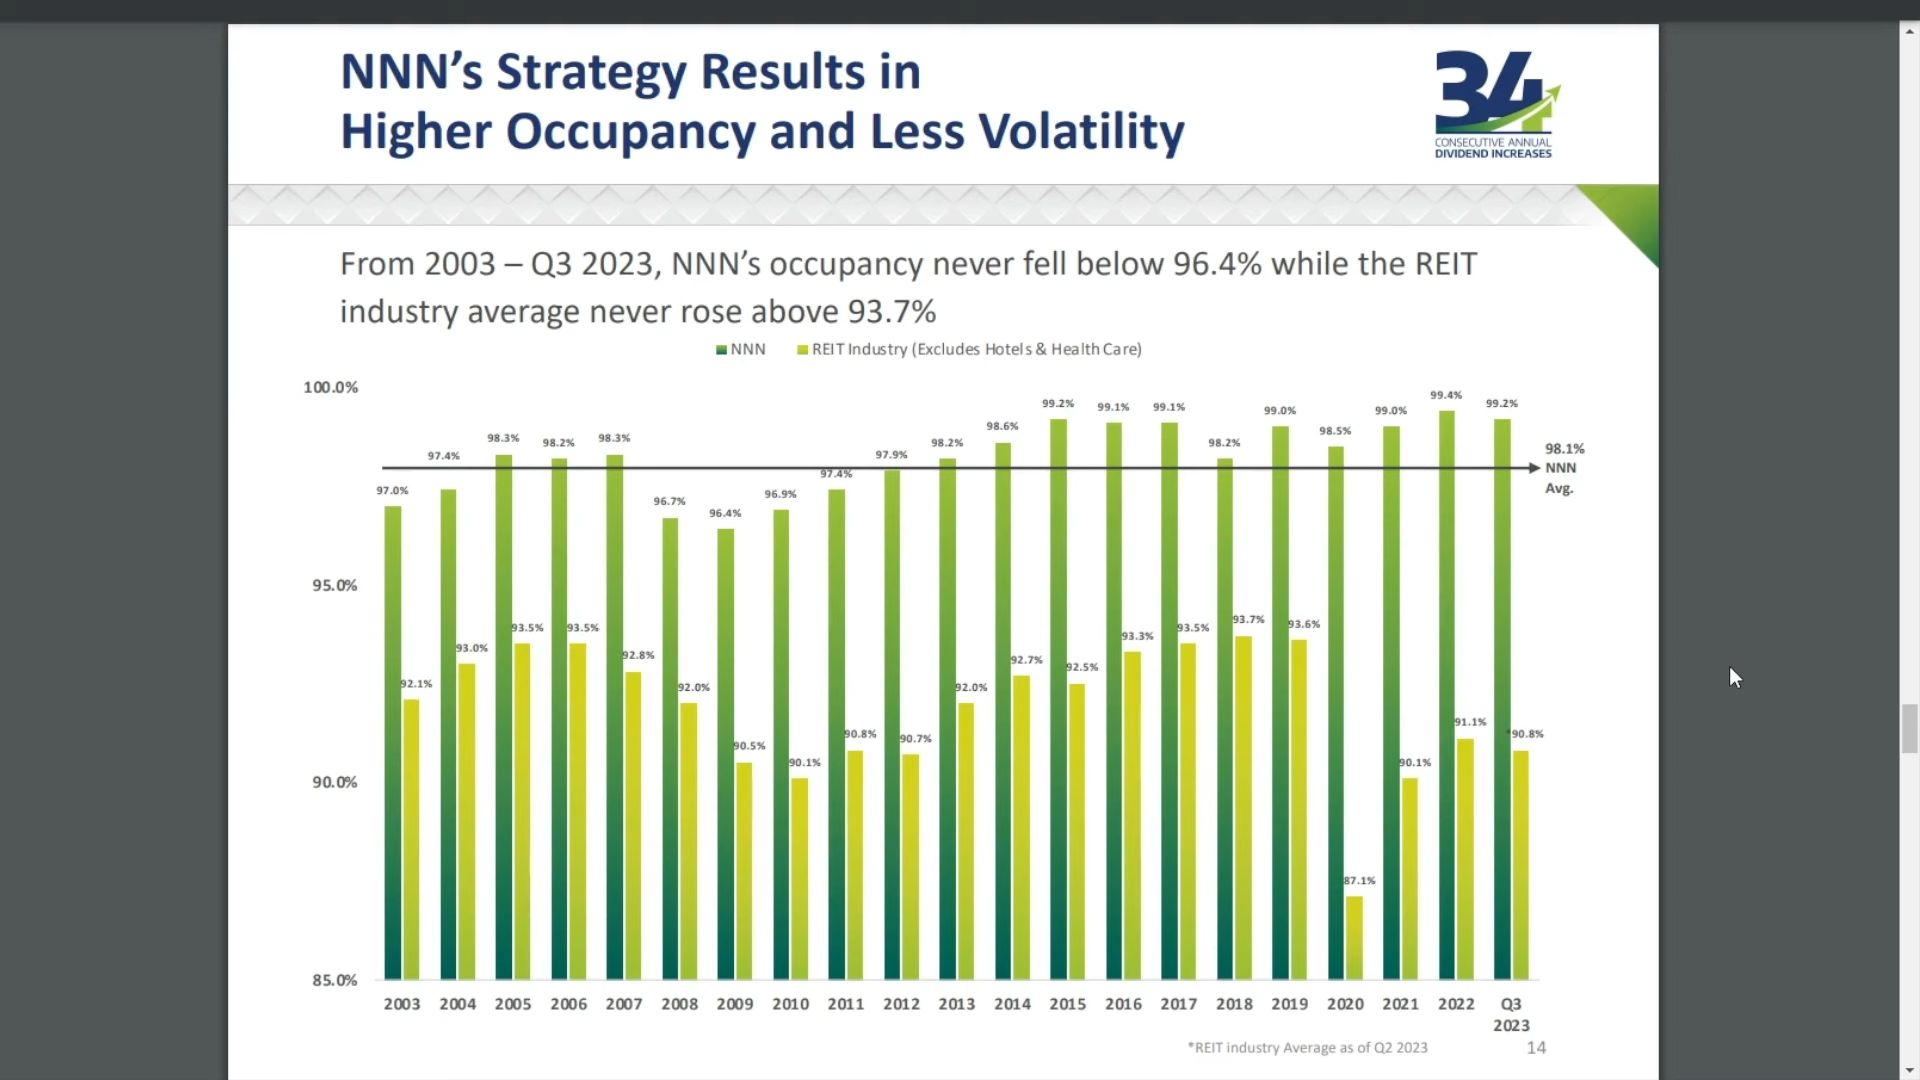 NNN's Strategy Results in
Higher Occupancy and Less Volatility
34
CONSECUTIVE ANNUAL
DIVIDEND INCREASES
From 2003 – Q3 2023, NNN's occupancy never fell below 96.4% while the REIT
industry average never rose above 93.7%
NNN REIT Industry (Excludes Hotels & Health Care)
100.0%
95.0%
90.0%
85.0%
97.0% 97.4% 98.3% 98.2% 98.3% 96.7% 96.4% 96.9% 97.4% 97.9% 98.2% 98.6% 99.2% 99.1% 99.1% 98.2% 99.0% 98.5% 99.0% 99.4% 99.2%
98.1%
NNN
Avg.
92.1% 93.0% 93.5% 93.5% 92.8% 92.0% 90.5% 90.1% 90.8% 90.7% 92.0% 92.7% 92.5% 93.3% 93.5% 93.7% 93.6% 87.1% 90.1% 91.1% *90.8%
2003 2004 2005 2006 2007 2008 2009 2010 2011 2012 2013 2014 2015 2016 2017 2018 2019 2020 2021 2022 Q3
2023
*REIT industry Average as of Q2 2023
14